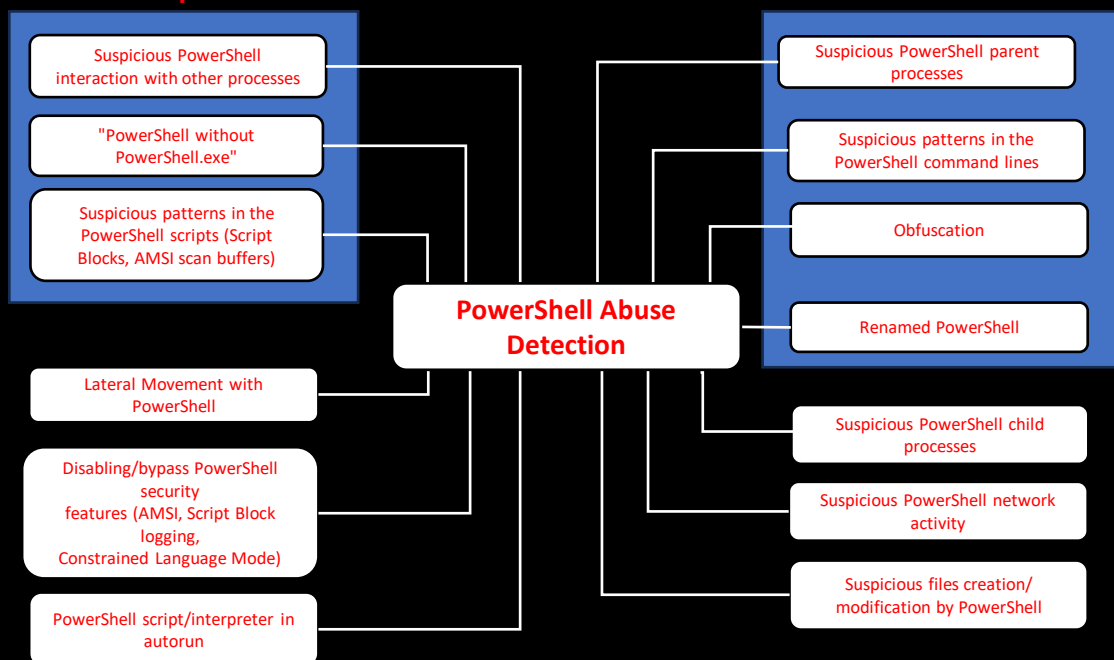 Suspicious PowerShell
interaction with other processes
"PowerShell without
PowerShell.exe"
Suspicious patterns in the
PowerShell scripts (Script
Blocks, AMSI scan buffers)
Suspicious PowerShell parent
processes
Suspicious patterns in the
PowerShell command lines
Obfuscation
Renamed PowerShell
PowerShell Abuse
Detection
Lateral Movement with
PowerShell
Disabling/bypass PowerShell
security
features (AMSI, Script Block
logging,
Constrained Language Mode)
PowerShell script/interpreter in
autorun
Suspicious PowerShell child
processes
Suspicious PowerShell network
activity
Suspicious files creation/
modification by PowerShell